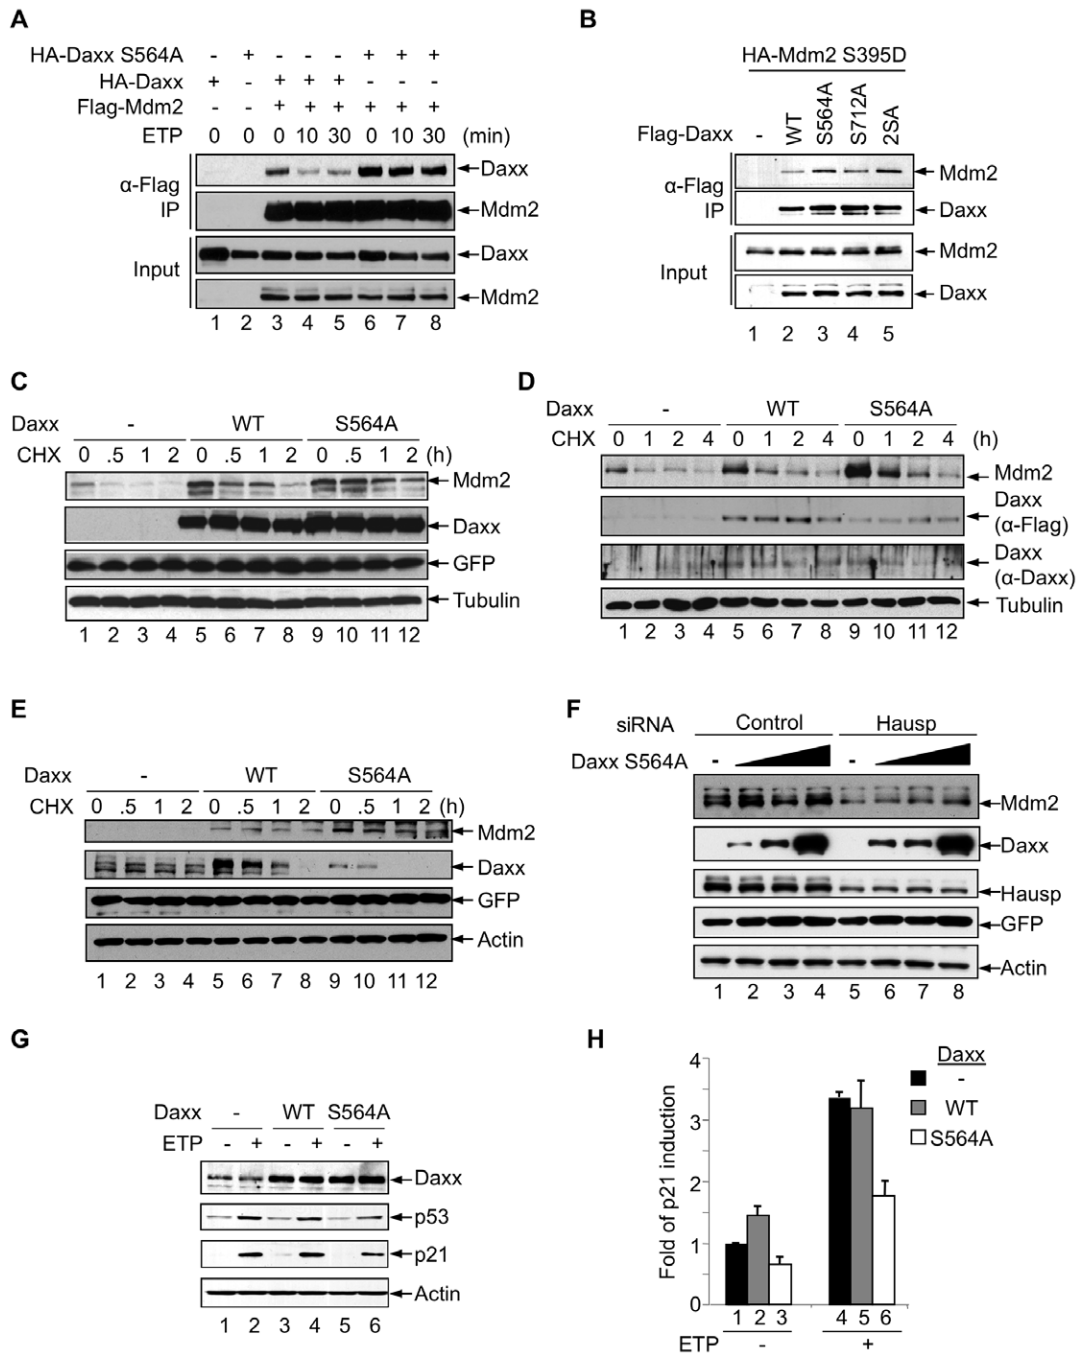 A
HA-Daxx S564A - + - - - + + +
HA-Daxx + - + + + - - -
Flag-Mdm2 - - + + + + + +
ETP 0 0 0 10 30 0 10 30 (min)
α-Flag
IP
Daxx
Mdm2
Input
Daxx
Mdm2
1 2 3 4 5 6 7 8
B
HA-Mdm2 S395D
Flag-Daxx - WT S564A S712A 2SA
α-Flag
IP
Mdm2
Daxx
Input
Mdm2
Daxx
1 2 3 4 5
C
Daxx - WT S564A
CHX 0 .5 1 2 0 .5 1 2 0 .5 1 2 (h)
Mdm2
Daxx
GFP
Tubulin
1 2 3 4 5 6 7 8 9 10 11 12
D
Daxx - WT S564A
CHX 0 1 2 4 0 1 2 4 0 1 2 4 (h)
Mdm2
Daxx
(α-Flag)
Daxx
(α-Daxx)
Tubulin
1 2 3 4 5 6 7 8 9 10 11 12
E
Daxx - WT S564A
CHX 0 .5 1 2 0 .5 1 2 0 .5 1 2 (h)
Mdm2
Daxx
GFP
Actin
1 2 3 4 5 6 7 8 9 10 11 12
F
siRNA Control Hausp
Daxx S564A - -
Mdm2
Daxx
Hausp
GFP
Actin
1 2 3 4 5 6 7 8
G
Daxx - WT S564A
ETP - + - + - +
Daxx
p53
p21
Actin
1 2 3 4 5 6
H
Fold of p21 induction
4
3
2
1
0
Daxx
-
WT
S564A
1 2 3 4 5 6
ETP - +